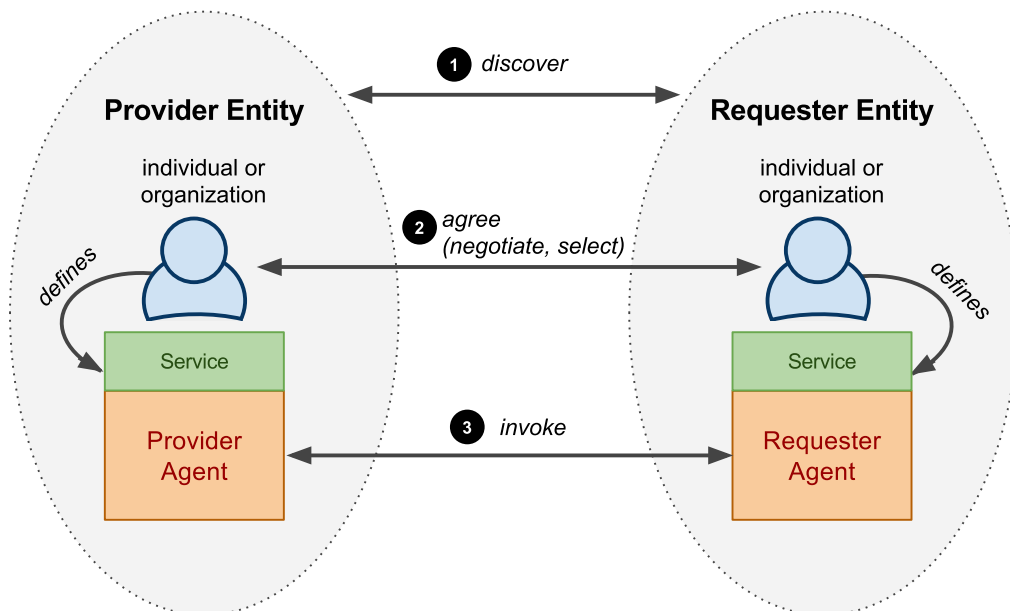 1 discover
Provider Entity
Requester Entity
individual or
organization
individual or
organization
2 agree
(negotiate, select)
defines
defines
Service
Service
3 invoke
Provider
Agent
Requester
Agent